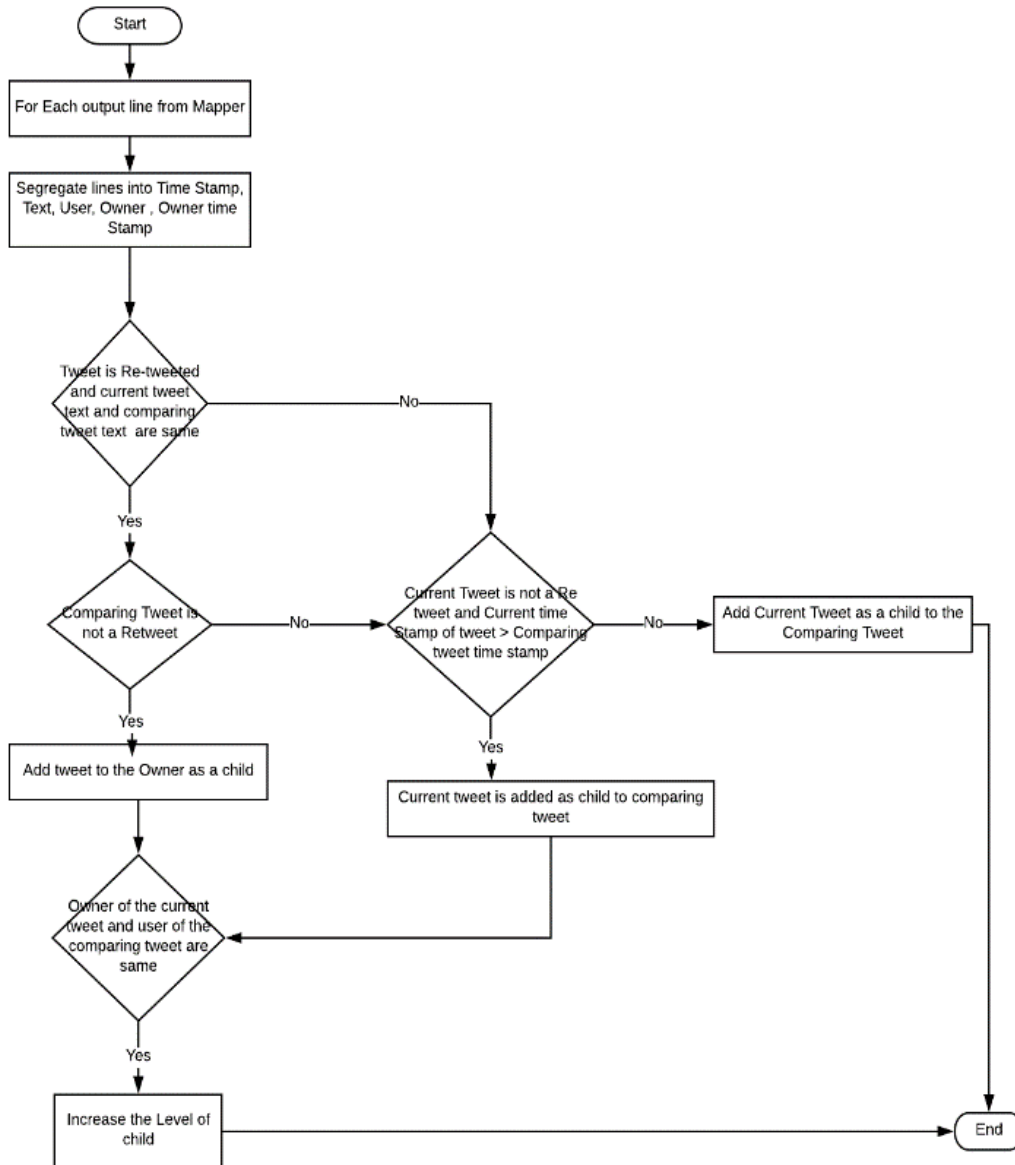 Start
For Each output line from Mapper
Segregate lines into Time Stamp,
Text, User, Owner , Owner time
Stamp
Tweet is Re-tweeted
and current tweet
text and comparing
tweet text are same
No
Yes
Comparing Tweet is
not a Retweet
No
Current Tweet is not a Re
tweet and Current time
Stamp of tweet > Comparing
tweet time stamp
No
Add Current Tweet as a child to the
Comparing Tweet
Yes
Add tweet to the Owner as a child
Yes
Current tweet is added as child to comparing
tweet
Owner of the current
tweet and user of the
comparing tweet are
same
Yes
Increase the Level of
child
End